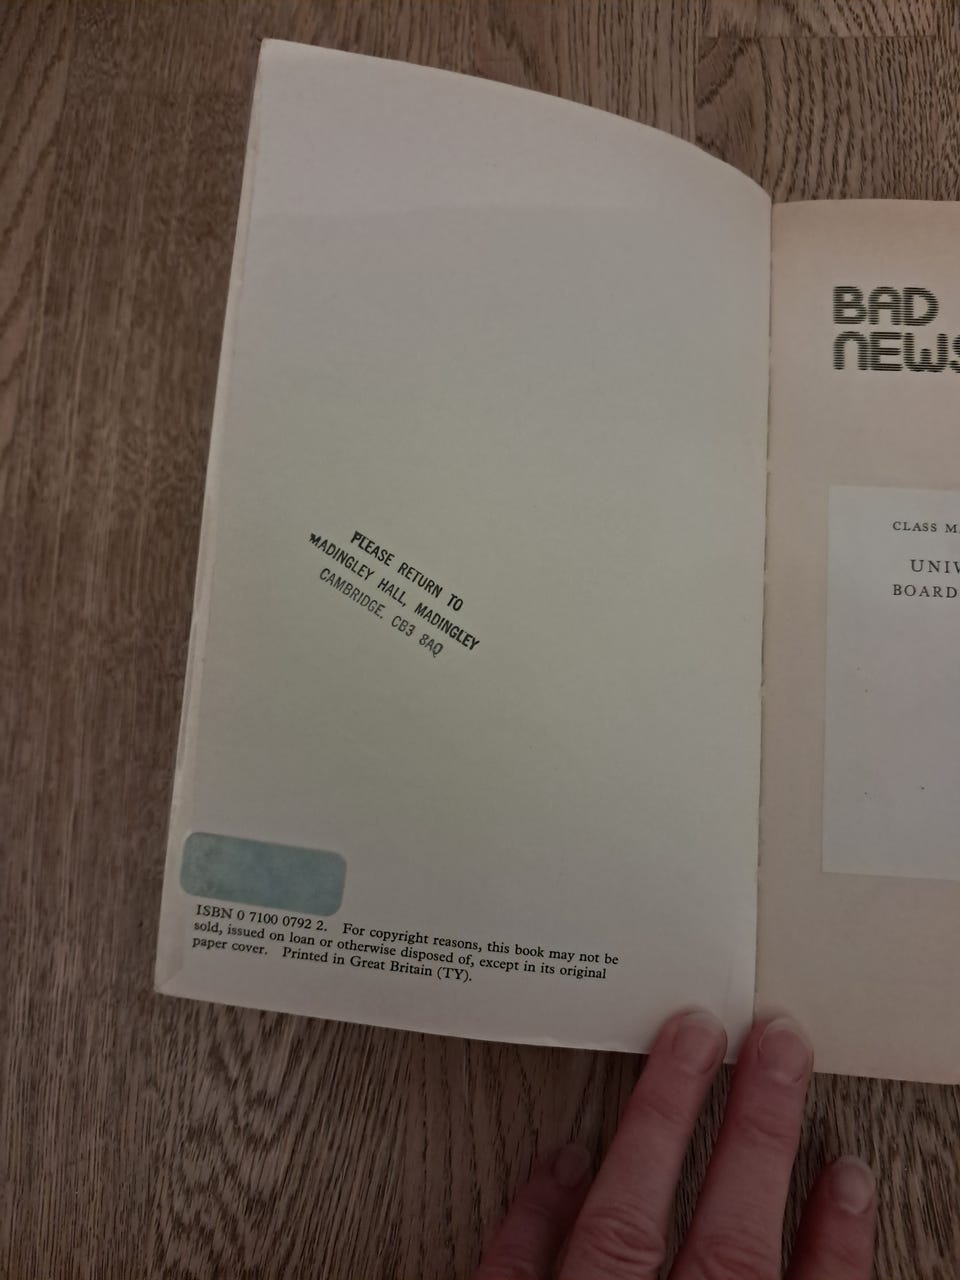 PLEASE RETURN TO
MADINGLEY HALL, MADINGLEY
CAMBRIDGE, CB3 8AQ
ISBN 0 7100 0792 2. For copyright reasons, this book may not be
sold, issued on loan or otherwise disposed of, except in its original
paper cover. Printed in Great Britain (TY).
BAD
NEWS
CLASS M
UNIV
BOARD